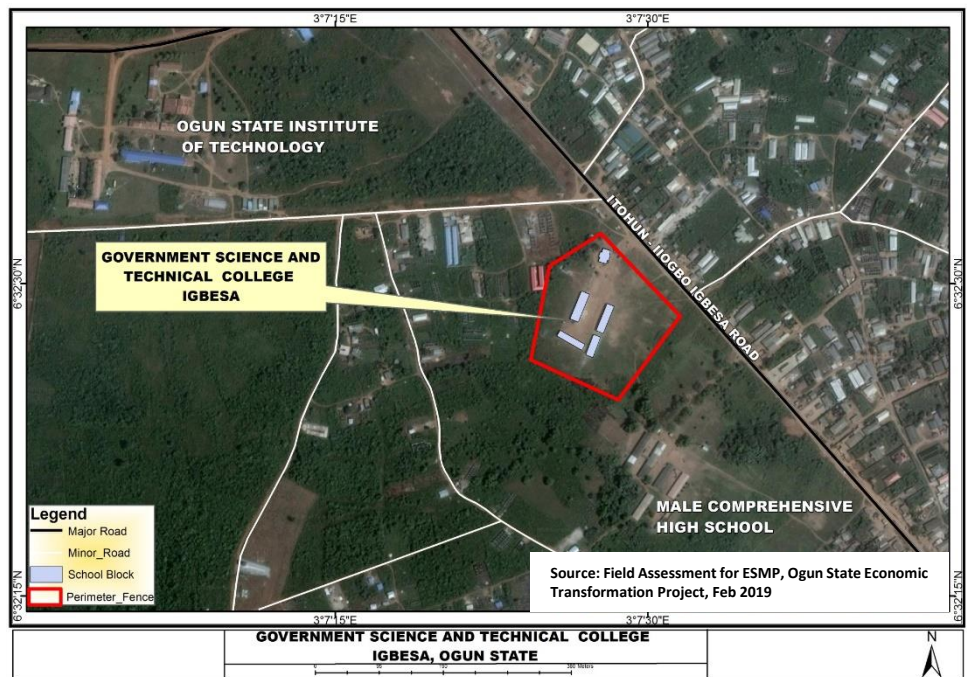 3°7'15"E
3°7'30"E
OGUN STATE INSTITUTE
OF TECHNOLOGY
ITOHUN - IJOGBO IGBESA ROAD
GOVERNMENT SCIENCE AND
TECHNICAL COLLEGE
IGBESA
6°32'30"N
6°32'30"N
MALE COMPREHENSIVE
HIGH SCHOOL
Legend
Major Road
Minor_Road
School Block
Perimeter_Fence
Source: Field Assessment for ESMP, Ogun State Economic
Transformation Project, Feb 2019
6°32'15"N
6°32'15"N
3°7'15"E
3°7'30"E
GOVERNMENT SCIENCE AND TECHNICAL COLLEGE
IGBESA, OGUN STATE
0
Meters
N